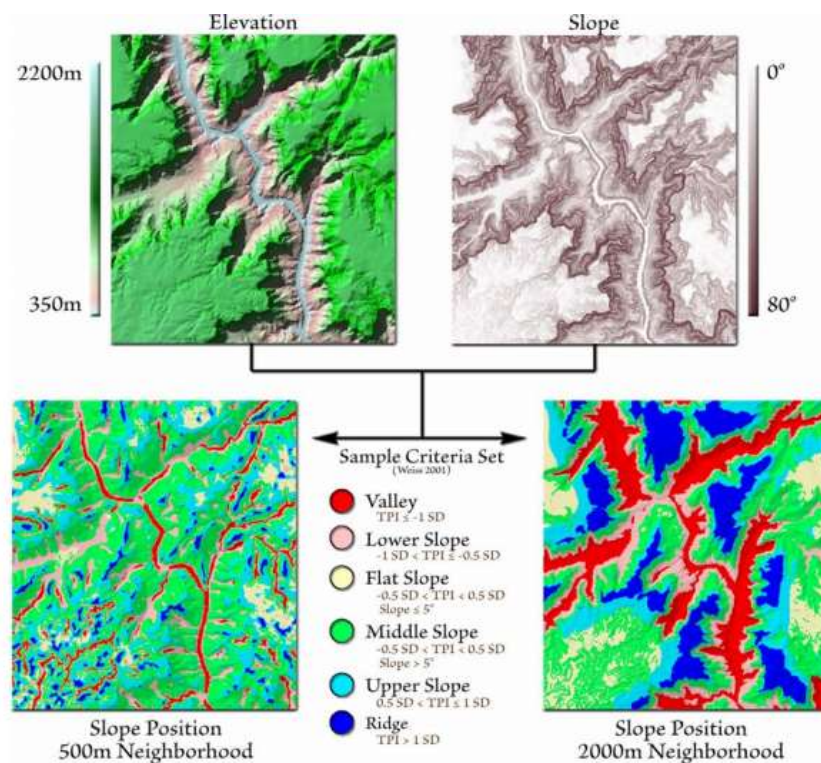 Elevation
Slope
2200m
350m
0°
80°
Sample Criteria Set
(Weiss 2001)
Valley
TPI ≤ -1 SD
Lower Slope
-1 SD < TPI ≤ -0.5 SD
Flat Slope
-0.5 SD < TPI < 0.5 SD
Slope ≤ 5°
Middle Slope
-0.5 SD < TPI < 0.5 SD
Slope > 5°
Upper Slope
0.5 SD < TPI ≤ 1 SD
Ridge
TPI > 1 SD
Slope Position
500m Neighborhood
Slope Position
2000m Neighborhood